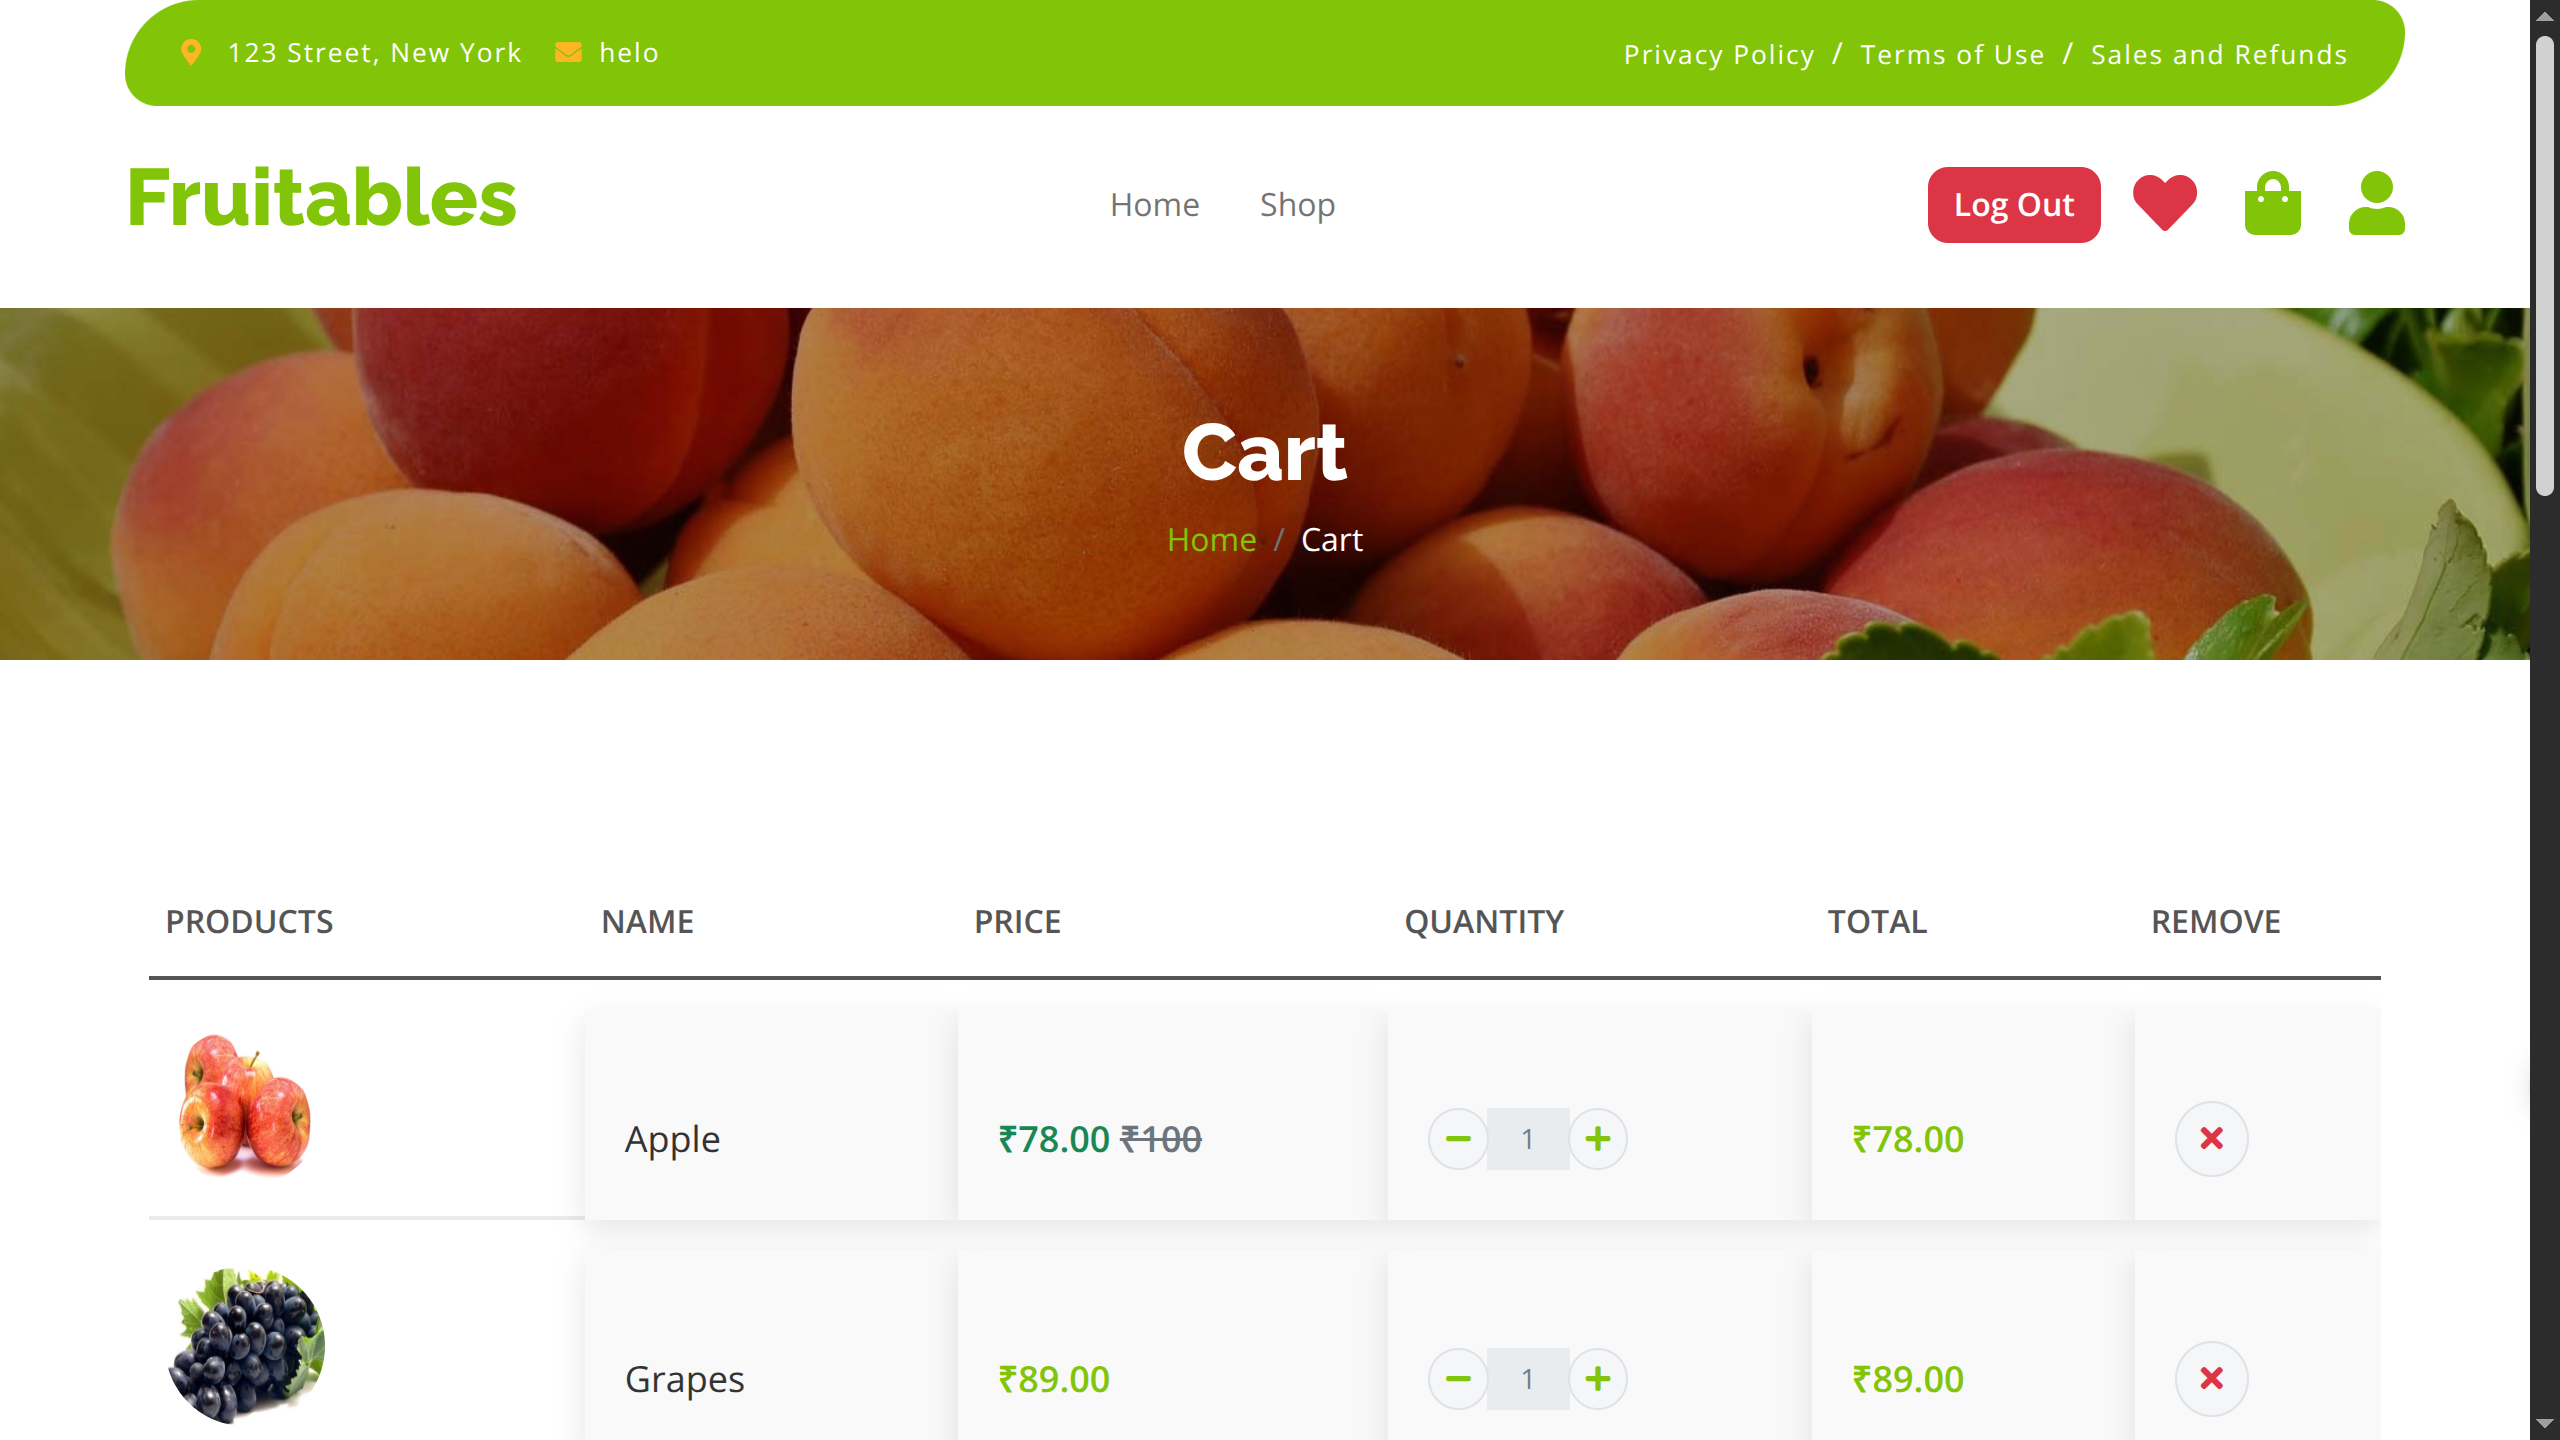 123 Street, New York helo
Privacy Policy / Terms of Use / Sales and Refunds
Fruitables
Home Shop
Log Out
Cart
Home / Cart
PRODUCTS NAME PRICE QUANTITY TOTAL REMOVE
Apple ₹78.00 ₹100 1 ₹78.00
Grapes ₹89.00 1 ₹89.00